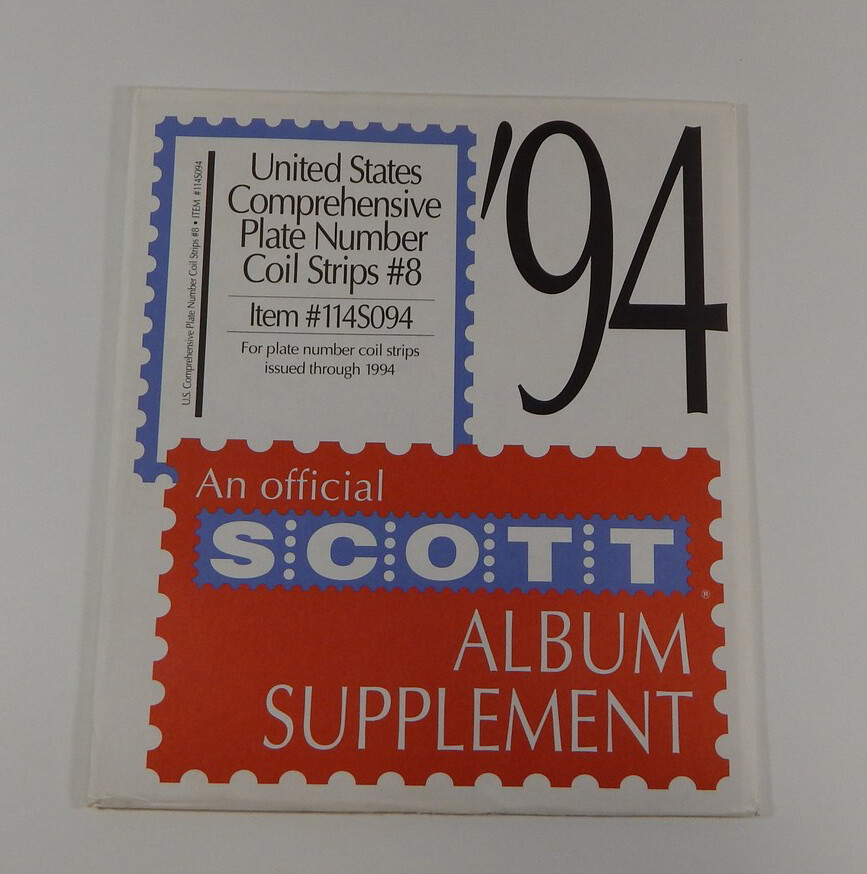 U.S. Comprehensive Plate Number Coil Strips #8 • ITEM #114S094
United States
Comprehensive
Plate Number
Coil Strips #8
Item #114S094
For plate number coil strips
issued through 1994
'94
An official
SCOTT
®
ALBUM
SUPPLEMENT